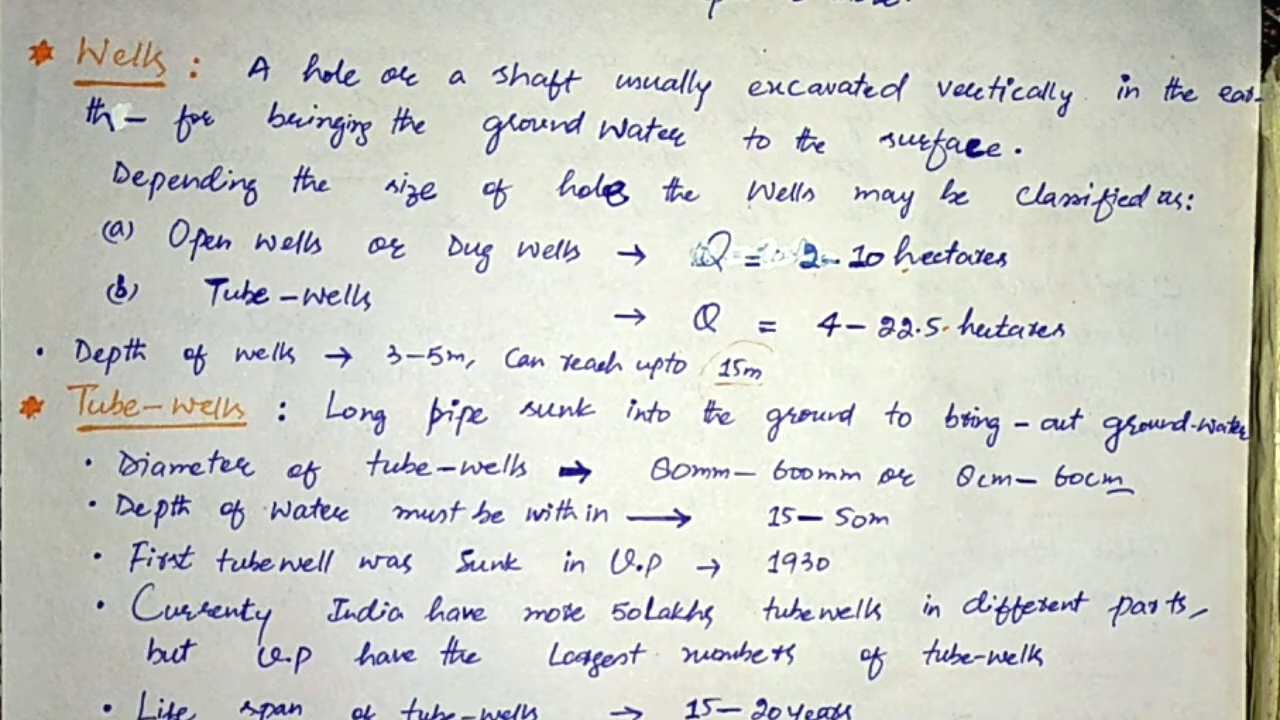 * Wells : A hole or a shaft usually excavated vertically in the ear-
th - for bringing the ground water to the surface.
Depending the size of hole the wells may be classified as:
(a) Open wells or Dug wells → Q = 2 - 10 hectares
(b) Tube - wells → Q = 4 - 22.5 hectares
• Depth of wells → 3-5m, Can reach upto 15m
* Tube-wells : Long pipe sunk into the ground to bring - out ground-water
• Diameter of tube-wells → 80mm - 600mm or 8cm - 60cm
• Depth of water must be within → 15 - 50m
• First tubewell was sunk in U.P → 1930
• Currenty India have more 50Lakhs tubewells in different parts,
but U.P have the Largest numbers of tube-wells
• Life span of tube-wells → 15-20 years